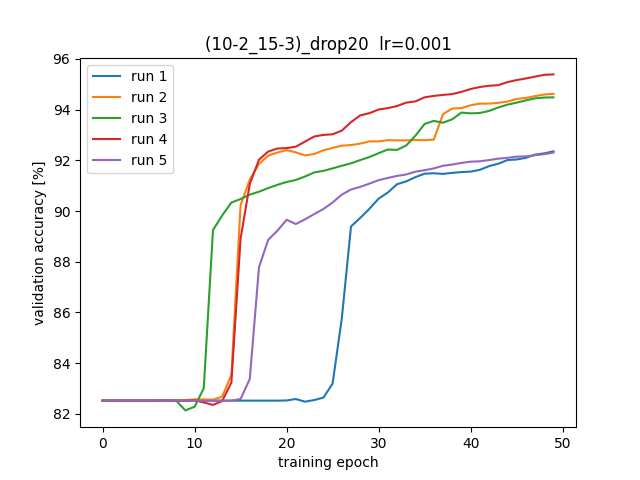 (10-2_15-3)_drop20  lr=0.001
validation accuracy [%]
96
94
92
90
88
86
84
82
run 1
run 2
run 3
run 4
run 5
0
10
20
30
40
50
training epoch